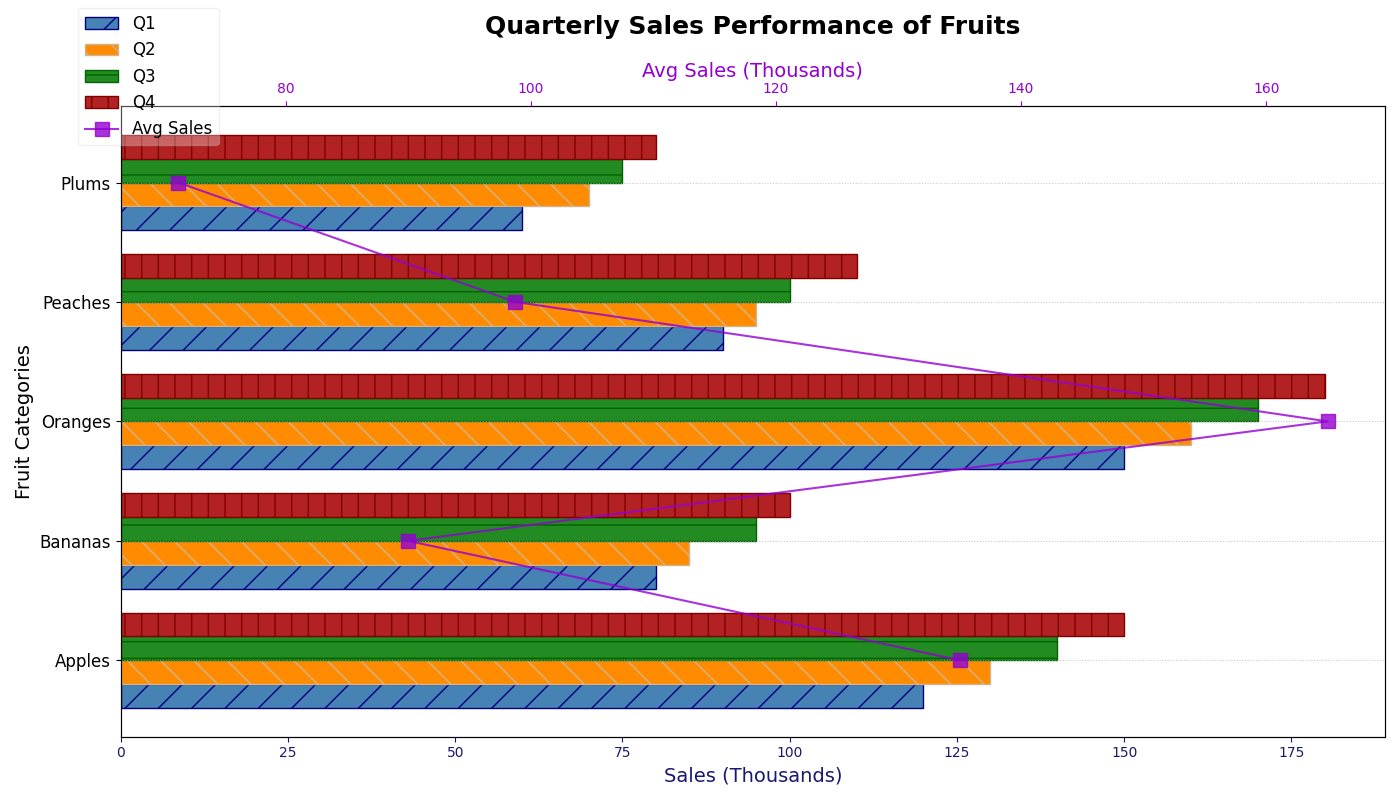 Quarterly Sales Performance of Fruits
Q1
Q2
Q3
Q4
Avg Sales
Avg Sales (Thousands)
80 100 120 140 160
Fruit Categories
Plums
Peaches
Oranges
Bananas
Apples
0 25 50 75 100 125 150 175
Sales (Thousands)